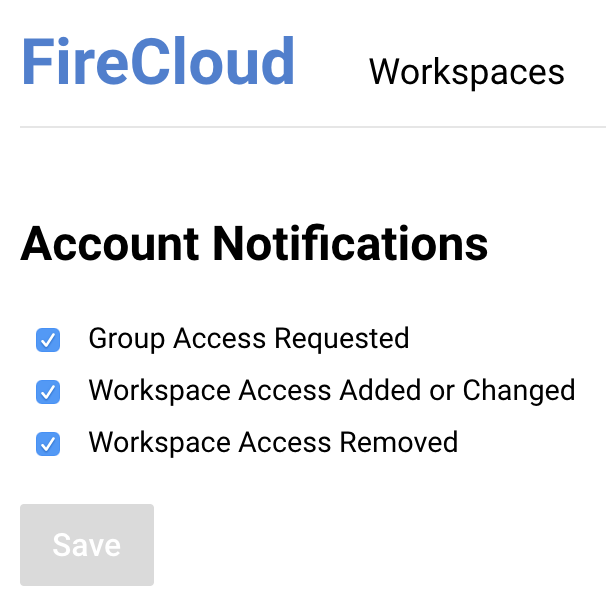 FireCloud Workspaces
Account Notifications
Group Access Requested
Workspace Access Added or Changed
Workspace Access Removed
Save